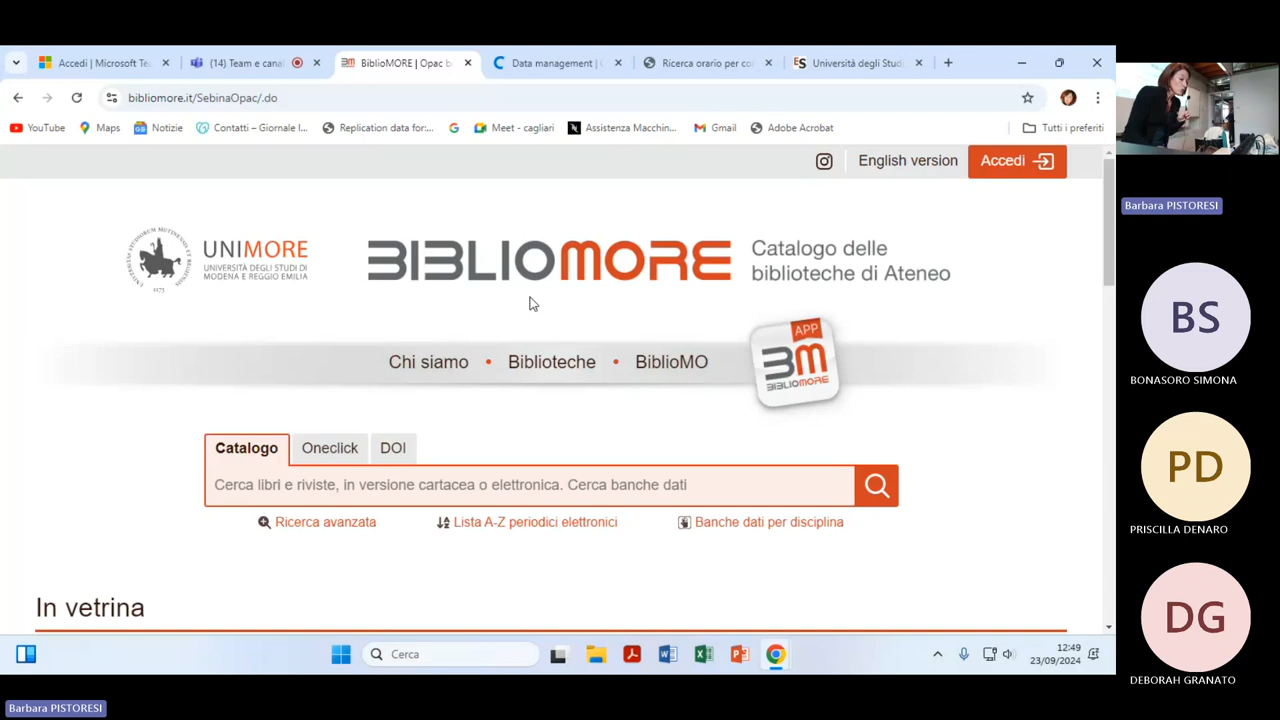 Accedi | Microsoft Te
(14) Team e canal
BiblioMORE | Opac b
Data management | C
Ricerca orario per co
Università degli Studi
bibliomore.it/SebinaOpac/.do
YouTube
Maps
Notizie
Contatti – Giornale I...
Replication data for:...
Meet - cagliari
Assistenza Macchin...
Gmail
Adobe Acrobat
Tutti i preferiti
English version
Accedi
UNIMORE
UNIVERSITÀ DEGLI STUDI DI
MODENA E REGGIO EMILIA
1175
BIBLIOMORE
Catalogo delle
biblioteche di Ateneo
Chi siamo • Biblioteche • BiblioMO
APP
BM
BIBLIOMORE
Catalogo
Oneclick
DOI
Cerca libri e riviste, in versione cartacea o elettronica. Cerca banche dati
Ricerca avanzata
Lista A-Z periodici elettronici
Banche dati per disciplina
In vetrina
Cerca
12:49
23/09/2024
Barbara PISTORESI
Barbara PISTORESI
BS
BONASORO SIMONA
PD
PRISCILLA DENARO
DG
DEBORAH GRANATO